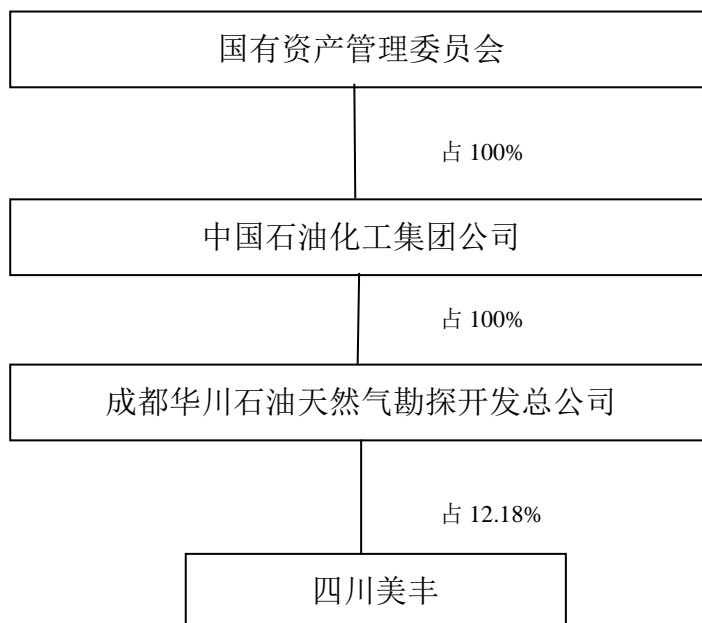 国有资产管理委员会
占 100%
中国石油化工集团公司
占 100%
成都华川石油天然气勘探开发总公司
占 12.18%
四川美丰